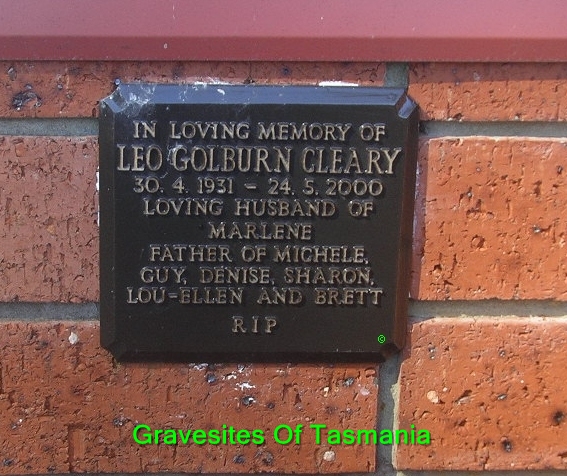 IN LOVING MEMORY OF
LEO GOLBURN CLEARY
30. 4. 1931 - 24. 5. 2000
LOVING HUSBAND OF
MARLENE
FATHER OF MICHELE,
GUY, DENISE, SHARON,
LOU-ELLEN AND BRETT
RIP
©
Gravesites Of Tasmania